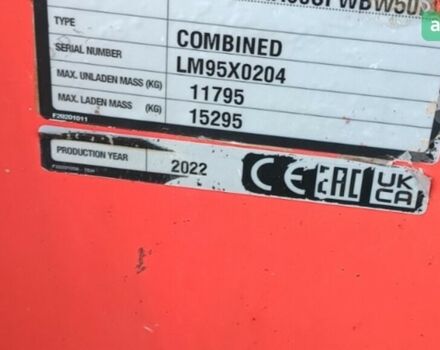 TYPE COMBINED
SERIAL NUMBER LM95X0204
MAX. UNLADEN MASS (KG) 11795
MAX. LADEN MASS (KG) 15295
F20201011
PRODUCTION YEAR 2022 CE EAC UK CA